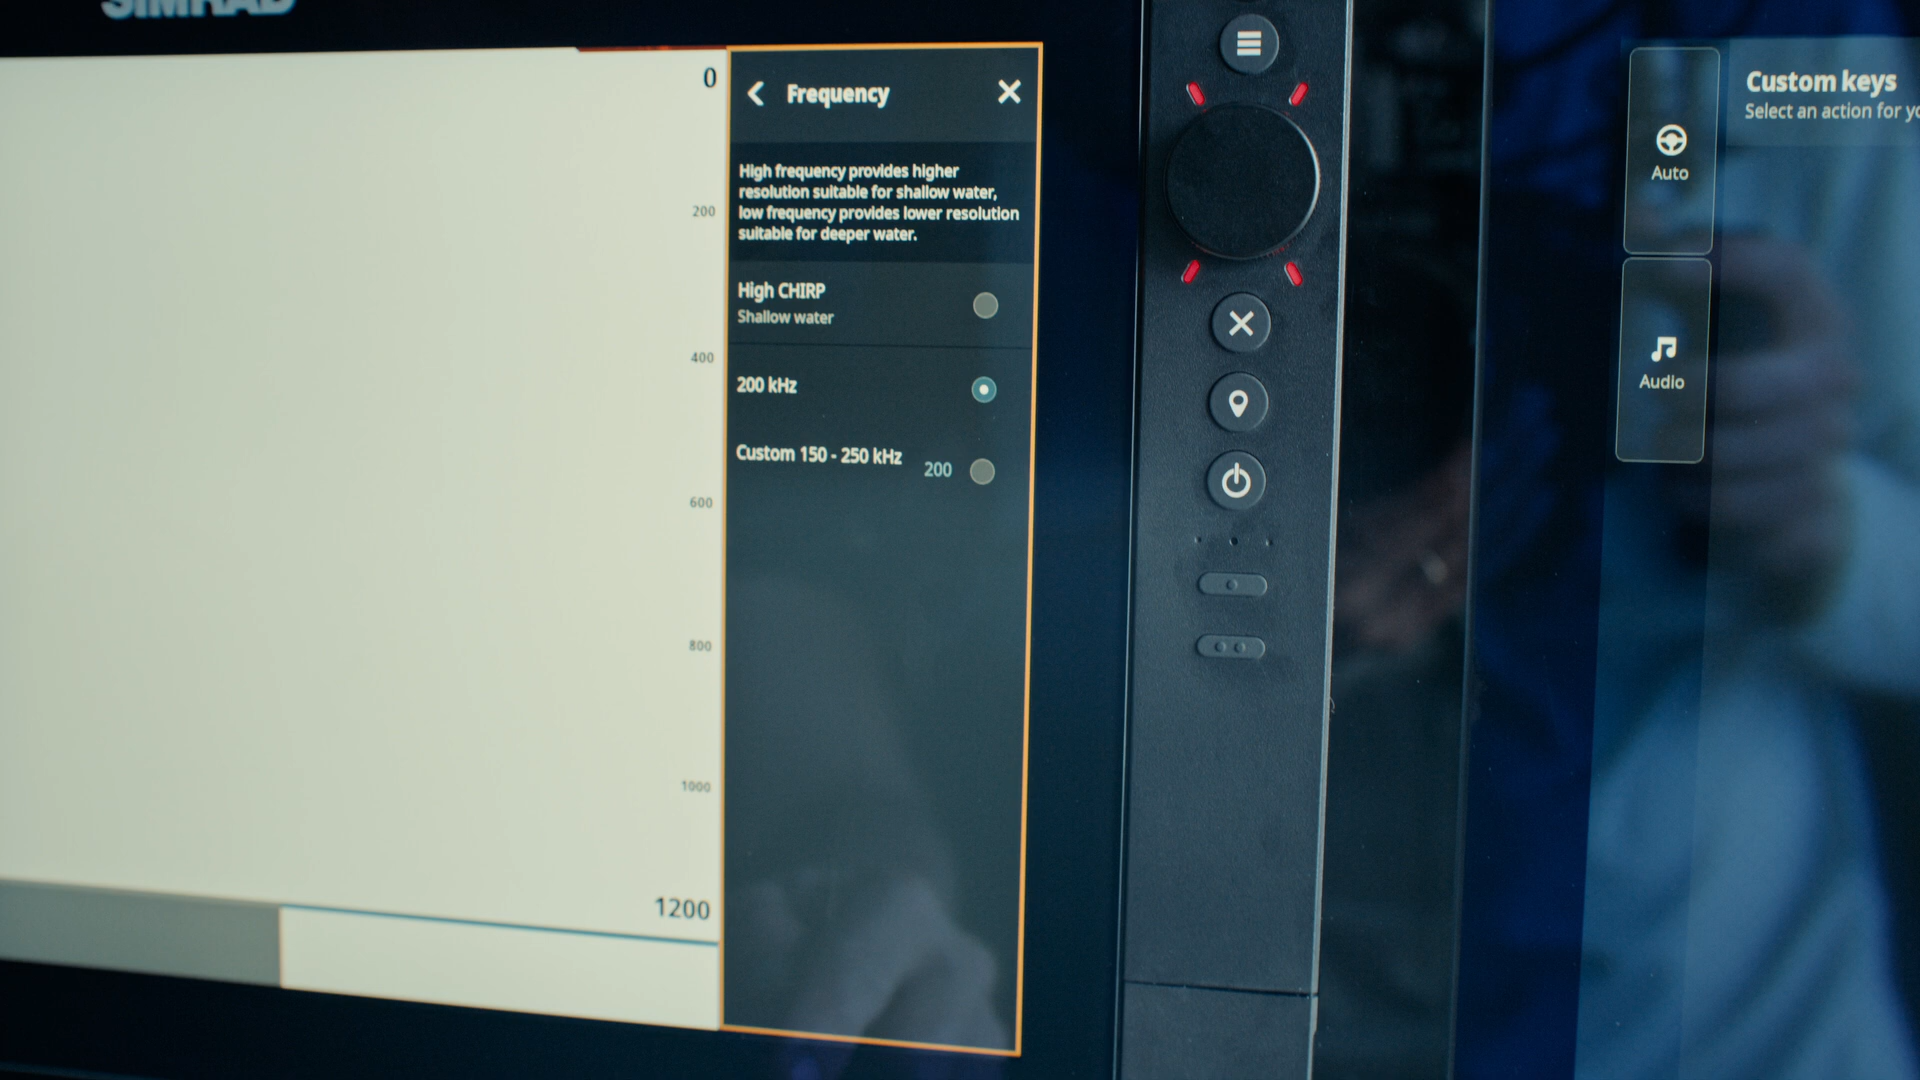 SIMRAD
0
200
400
600
800
1000
1200
Frequency
High frequency provides higher
resolution suitable for shallow water,
low frequency provides lower resolution
suitable for deeper water.
High CHIRP
Shallow water
200 kHz
Custom 150 - 250 kHz
200
Auto
Audio
Custom keys
Select an action for